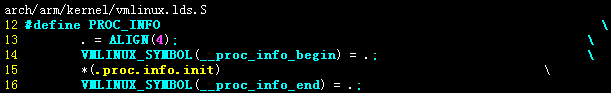 arch/arm/kernel/vmlinux.lds.S
12 #define PROC_INFO \
13 . = ALIGN(4); \
14 VMLINUX_SYMBOL(__proc_info_begin) = .; \
15 *(.proc.info.init) \
16 VMLINUX_SYMBOL(__proc_info_end) = .;